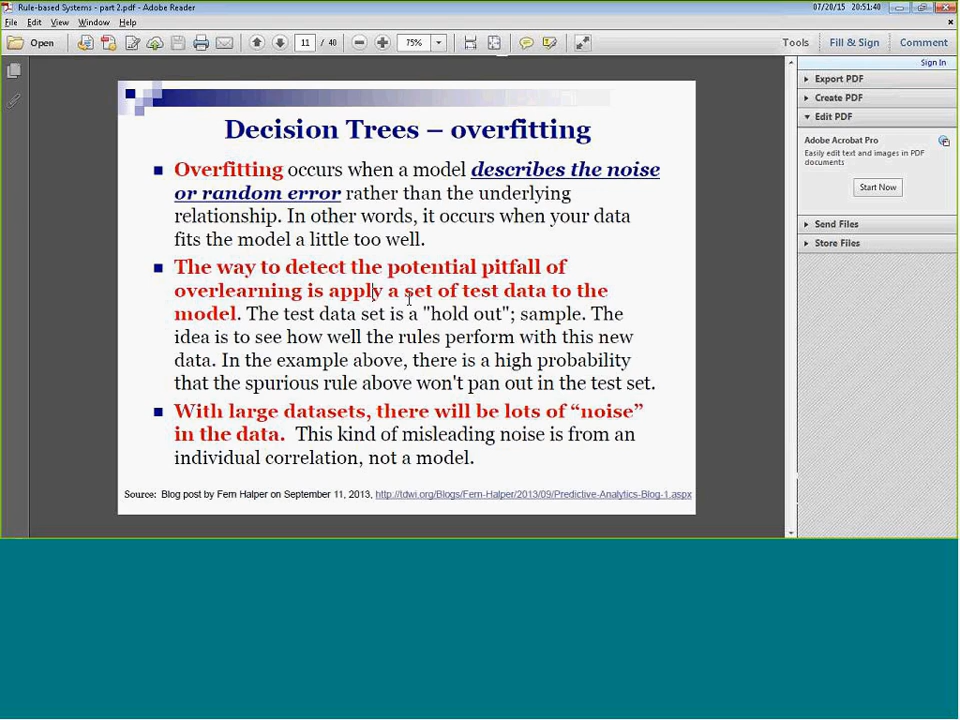 Rule-based Systems - part 2.pdf - Adobe Reader
07/20/15 20:51:40
File Edit View Window Help
Open
11 / 40
75%
Tools Fill & Sign Comment
Sign In
Export PDF
Create PDF
Edit PDF
Adobe Acrobat Pro
Easily edit text and images in PDF
documents
Start Now
Send Files
Store Files
Decision Trees – overfitting
Overfitting occurs when a model describes the noise
or random error rather than the underlying
relationship. In other words, it occurs when your data
fits the model a little too well.
The way to detect the potential pitfall of
overlearning is apply a set of test data to the
model. The test data set is a "hold out"; sample. The
idea is to see how well the rules perform with this new
data. In the example above, there is a high probability
that the spurious rule above won't pan out in the test set.
With large datasets, there will be lots of “noise”
in the data. This kind of misleading noise is from an
individual correlation, not a model.
Source: Blog post by Fern Halper on September 11, 2013, http://tdwi.org/Blogs/Fern-Halper/2013/09/Predictive-Analytics-Blog-1.aspx